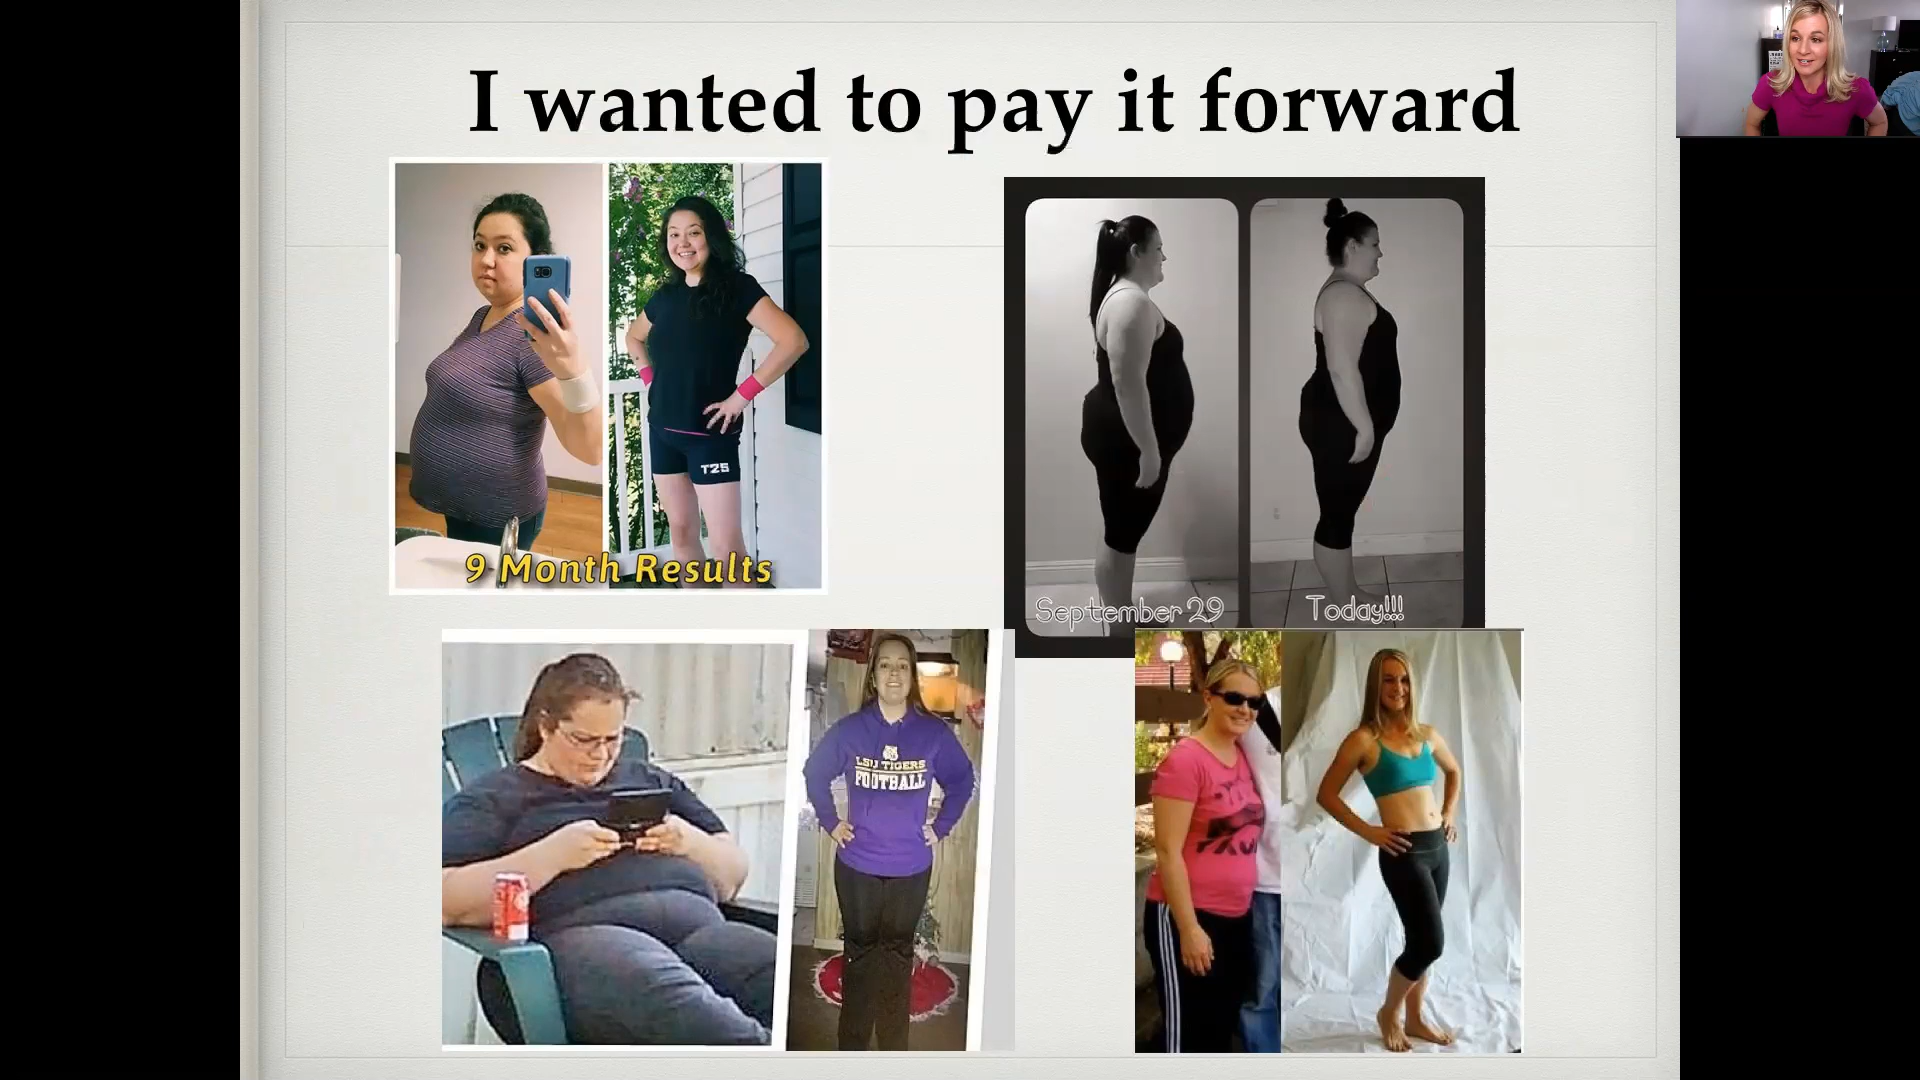 I wanted to pay it forward
T25
9 Month Results
September 29
Today!!!
LSU TIGERS
FOOTBALL